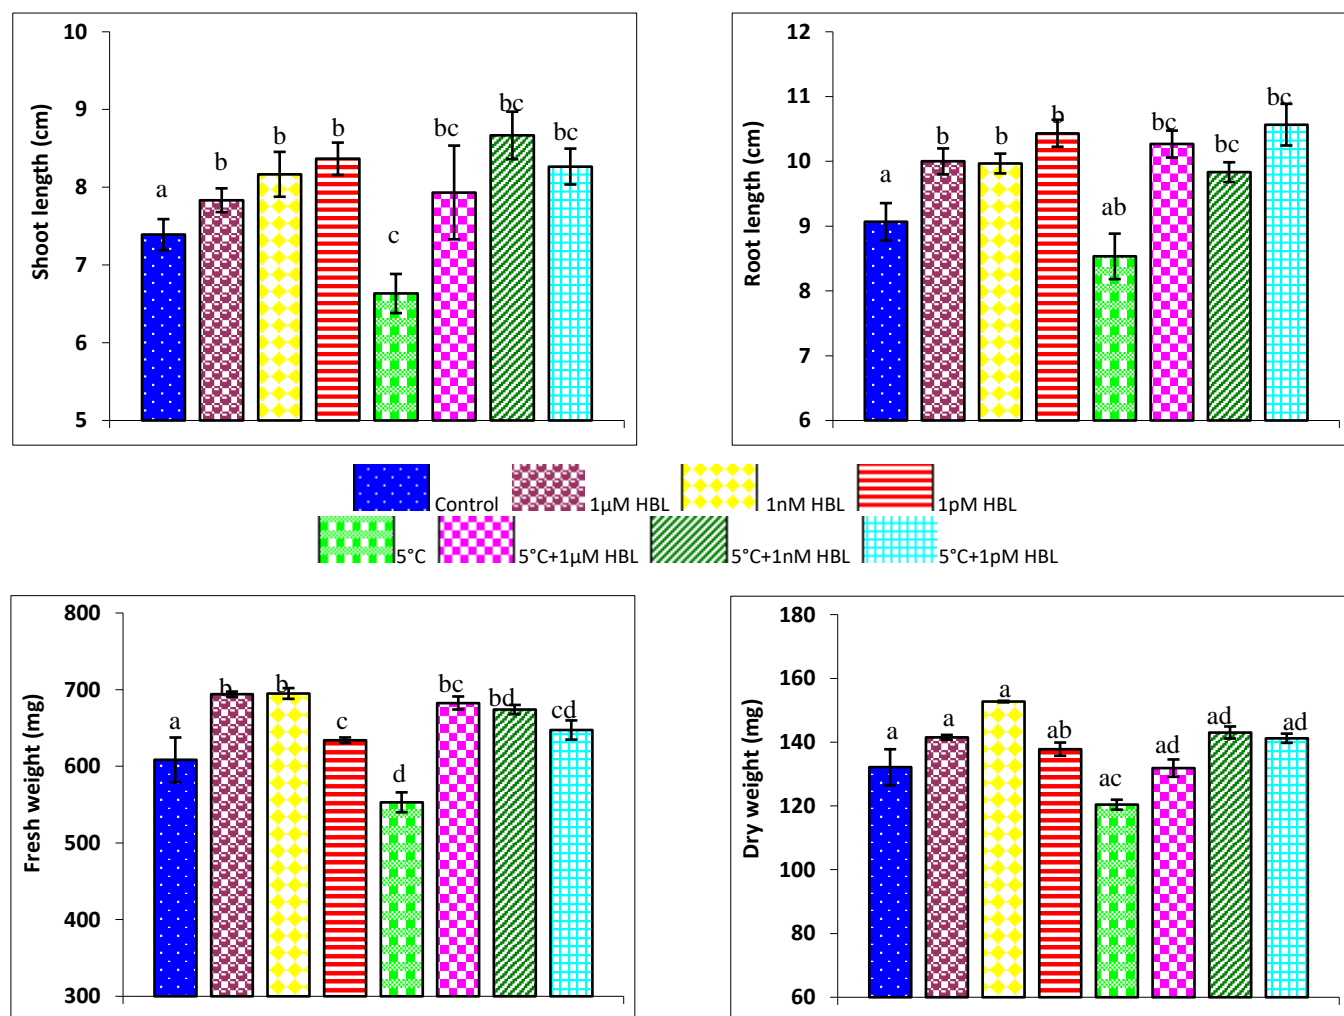 10
9
8
7
6
5
Shoot length (cm)
a
b
b
b
c
bc
bc
bc
12
11
10
9
8
7
6
Root length (cm)
a
b
b
b
ab
bc
bc
bc
Control 1µM HBL 1nM HBL 1pM HBL
5°C 5°C+1µM HBL 5°C+1nM HBL 5°C+1pM HBL
800
700
600
500
400
300
Fresh weight (mg)
a
b
b
c
d
bc
bd
cd
180
160
140
120
100
80
60
Dry weight (mg)
a
a
a
ab
ac
ad
ad
ad